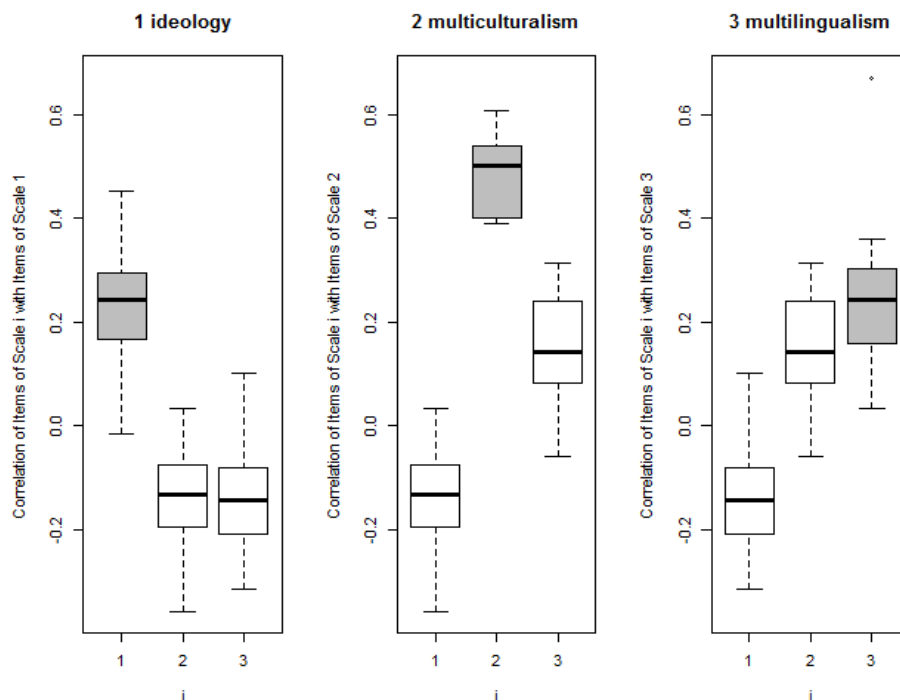 1 ideology
Correlation of Items of Scale i with Items of Scale 1
0.6
0.4
0.2
0.0
-0.2
1 2 3
i
2 multiculturalism
Correlation of Items of Scale i with Items of Scale 2
0.6
0.4
0.2
0.0
-0.2
1 2 3
i
3 multilingualism
Correlation of Items of Scale i with Items of Scale 3
0.6
0.4
0.2
0.0
-0.2
1 2 3
i